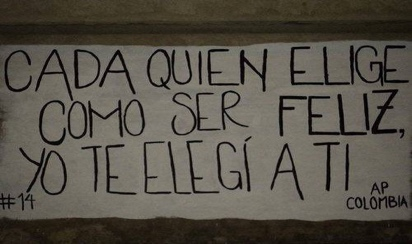 CADA QUIEN ELIGE
COMO SER FELIZ,
YO TE ELEGÍ A TI
#14
AP
COLOMBIA